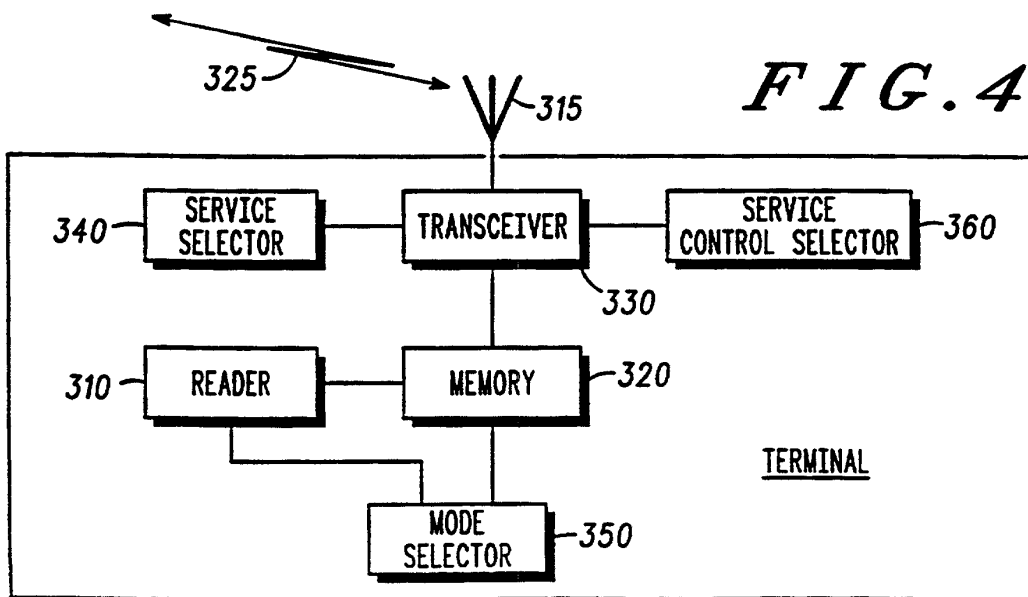 325
315
FIG.4
340
SERVICE
SELECTOR
TRANSCEIVER
SERVICE
CONTROL SELECTOR
360
330
310
READER
MEMORY
320
TERMINAL
MODE
SELECTOR
350